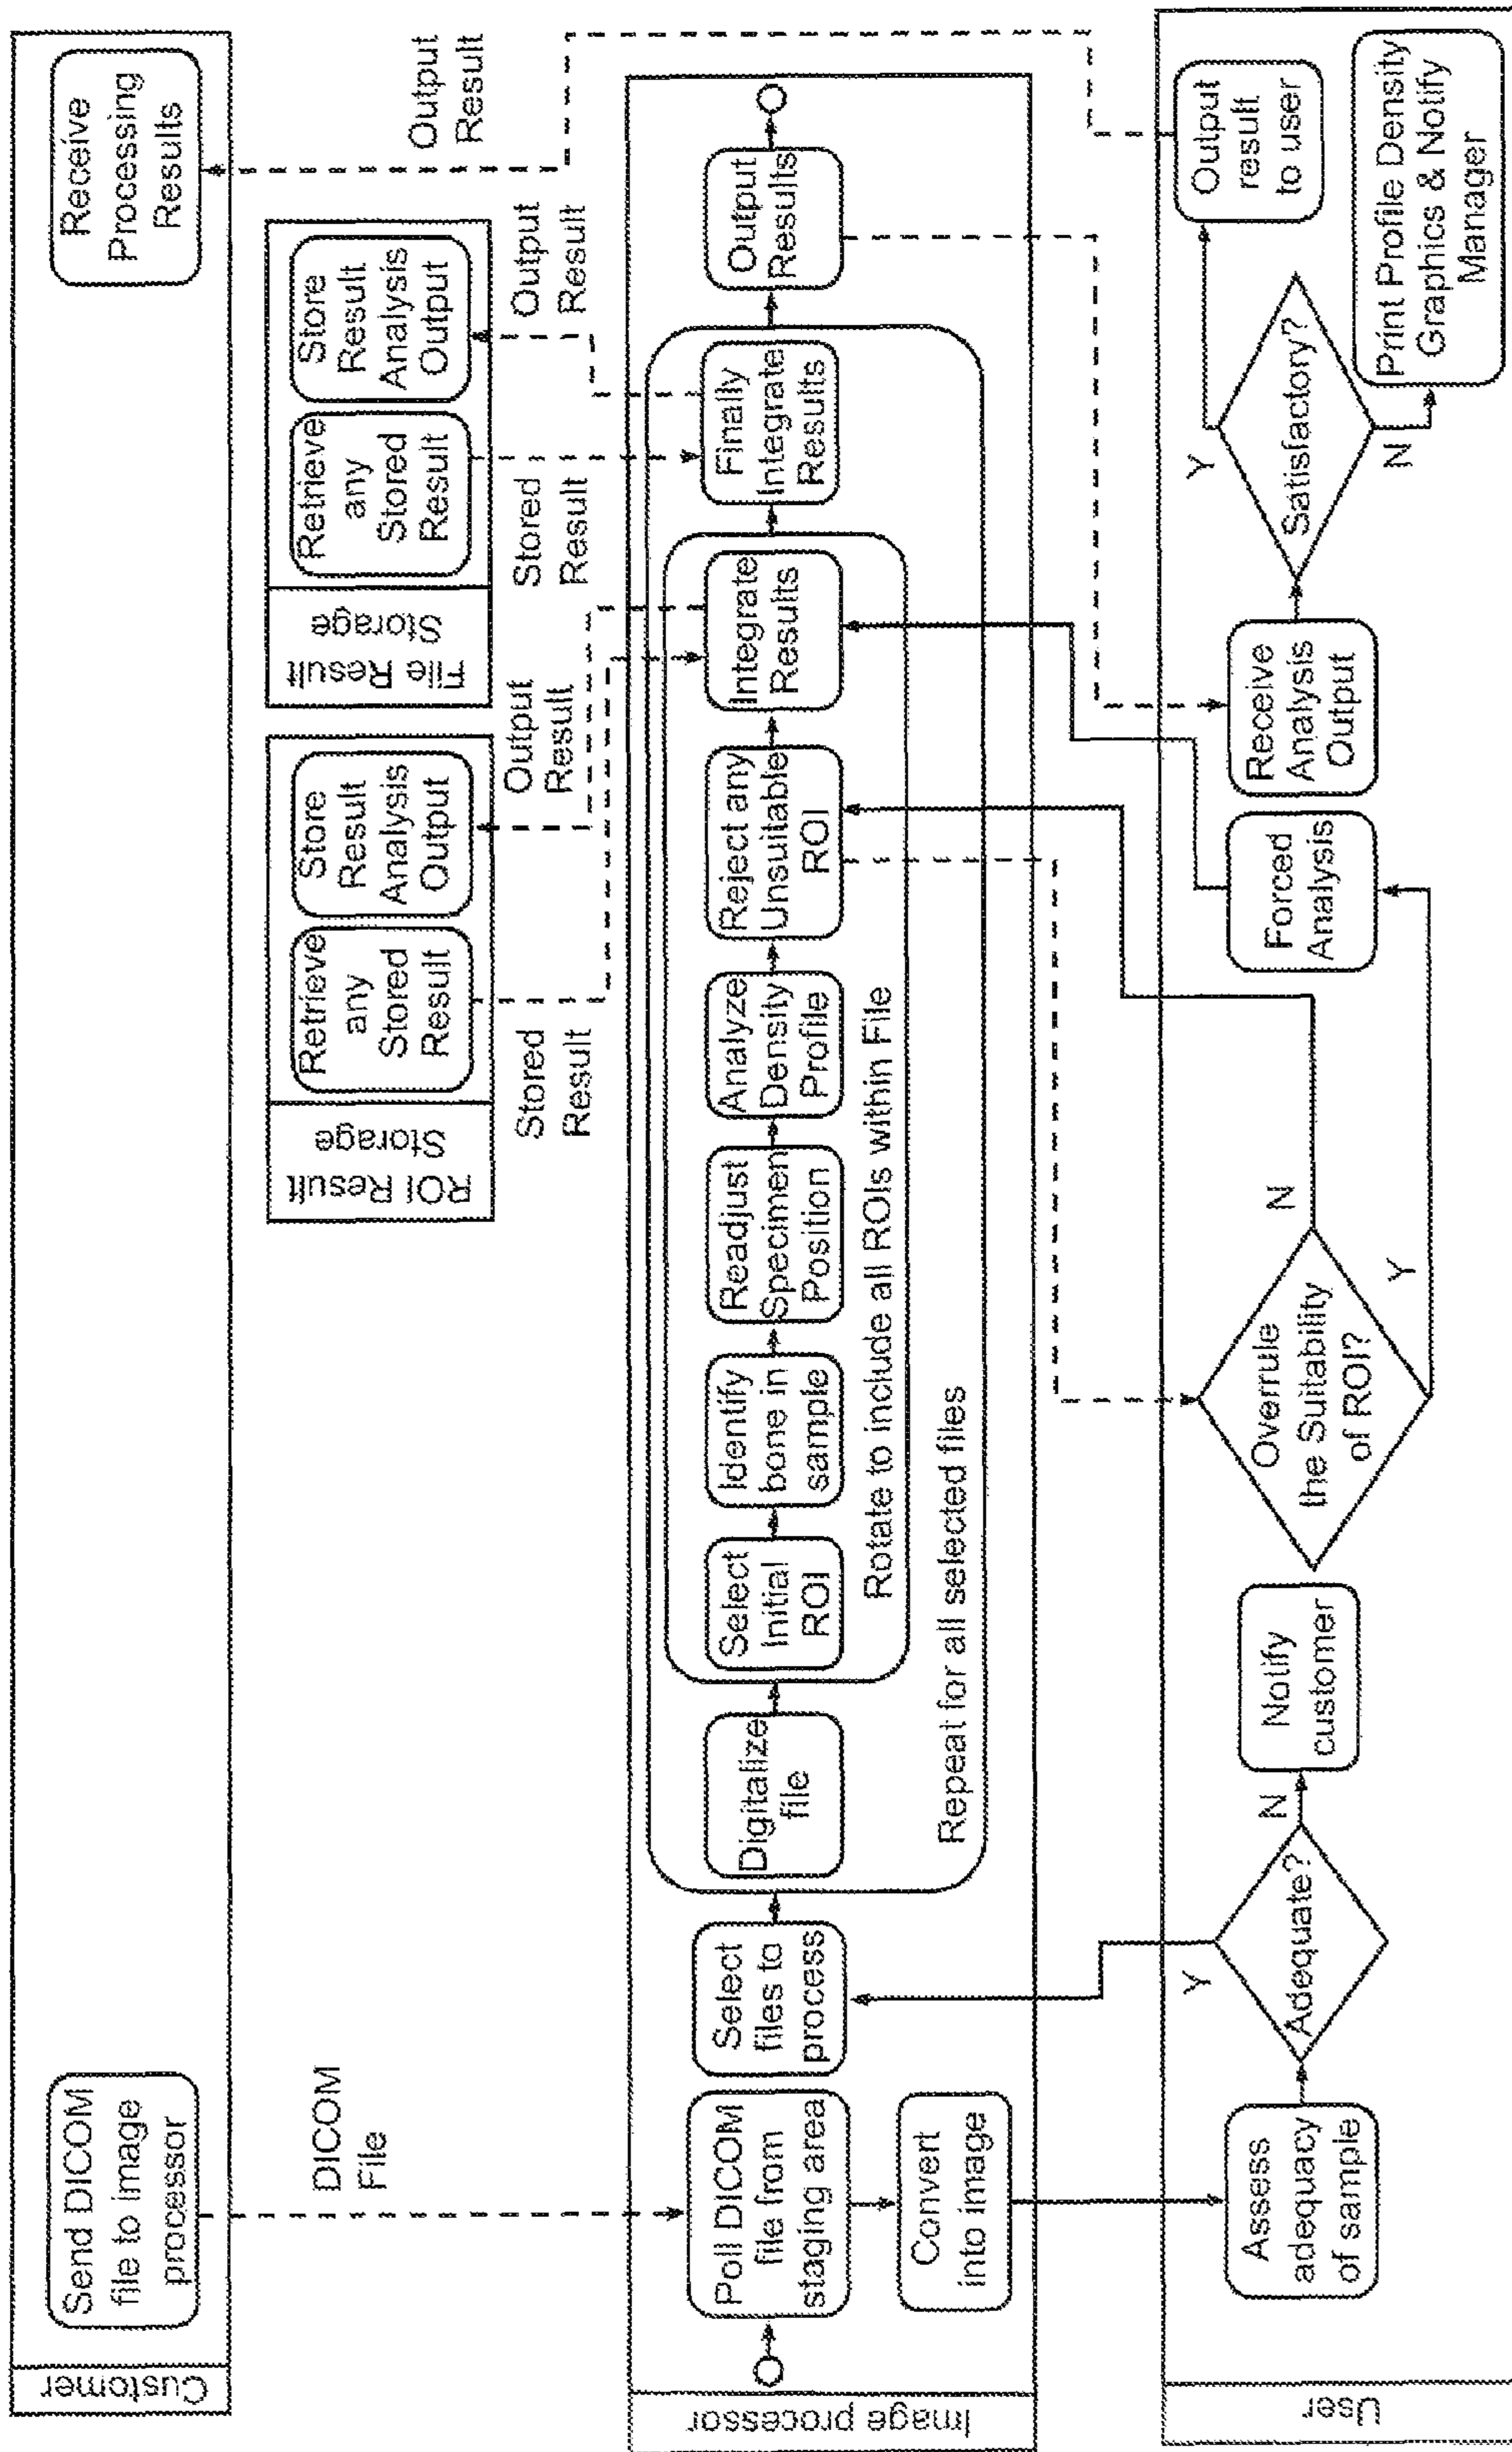 Customer
Send DICOM
file to image
processor
Receive
Processing
Results
DICOM
File
ROI Result
Storage
Retrieve
any
Stored
Result
Store
Result
Analysis
Output
File Result
Storage
Retrieve
any
Stored
Result
Store
Result
Analysis
Output
Stored
Result
Output
Result
Stored
Result
Output
Result
Output
Result
Image processor
Poll DICOM
file from
staging area
Convert
into image
Select
files to
process
Digitalize
file
Select
Initial
ROI
Identify
bone in
sample
Readjust
Specimen
Position
Analyze
Density
Profile
Reject any
Unsuitable
ROI
Integrate
Results
Finally
Integrate
Results
Output
Results
Rotate to include all ROIs within File
Repeat for all selected files
User
Assess
adequacy
of sample
Adequate?
Y
N
Notify
customer
Overrule
the Suitability
of ROI?
N
Y
Forced
Analysis
Receive
Analysis
Output
Satisfactory?
Y
N
Output
result
to user
Print Profile Density
Graphics & Notify
Manager